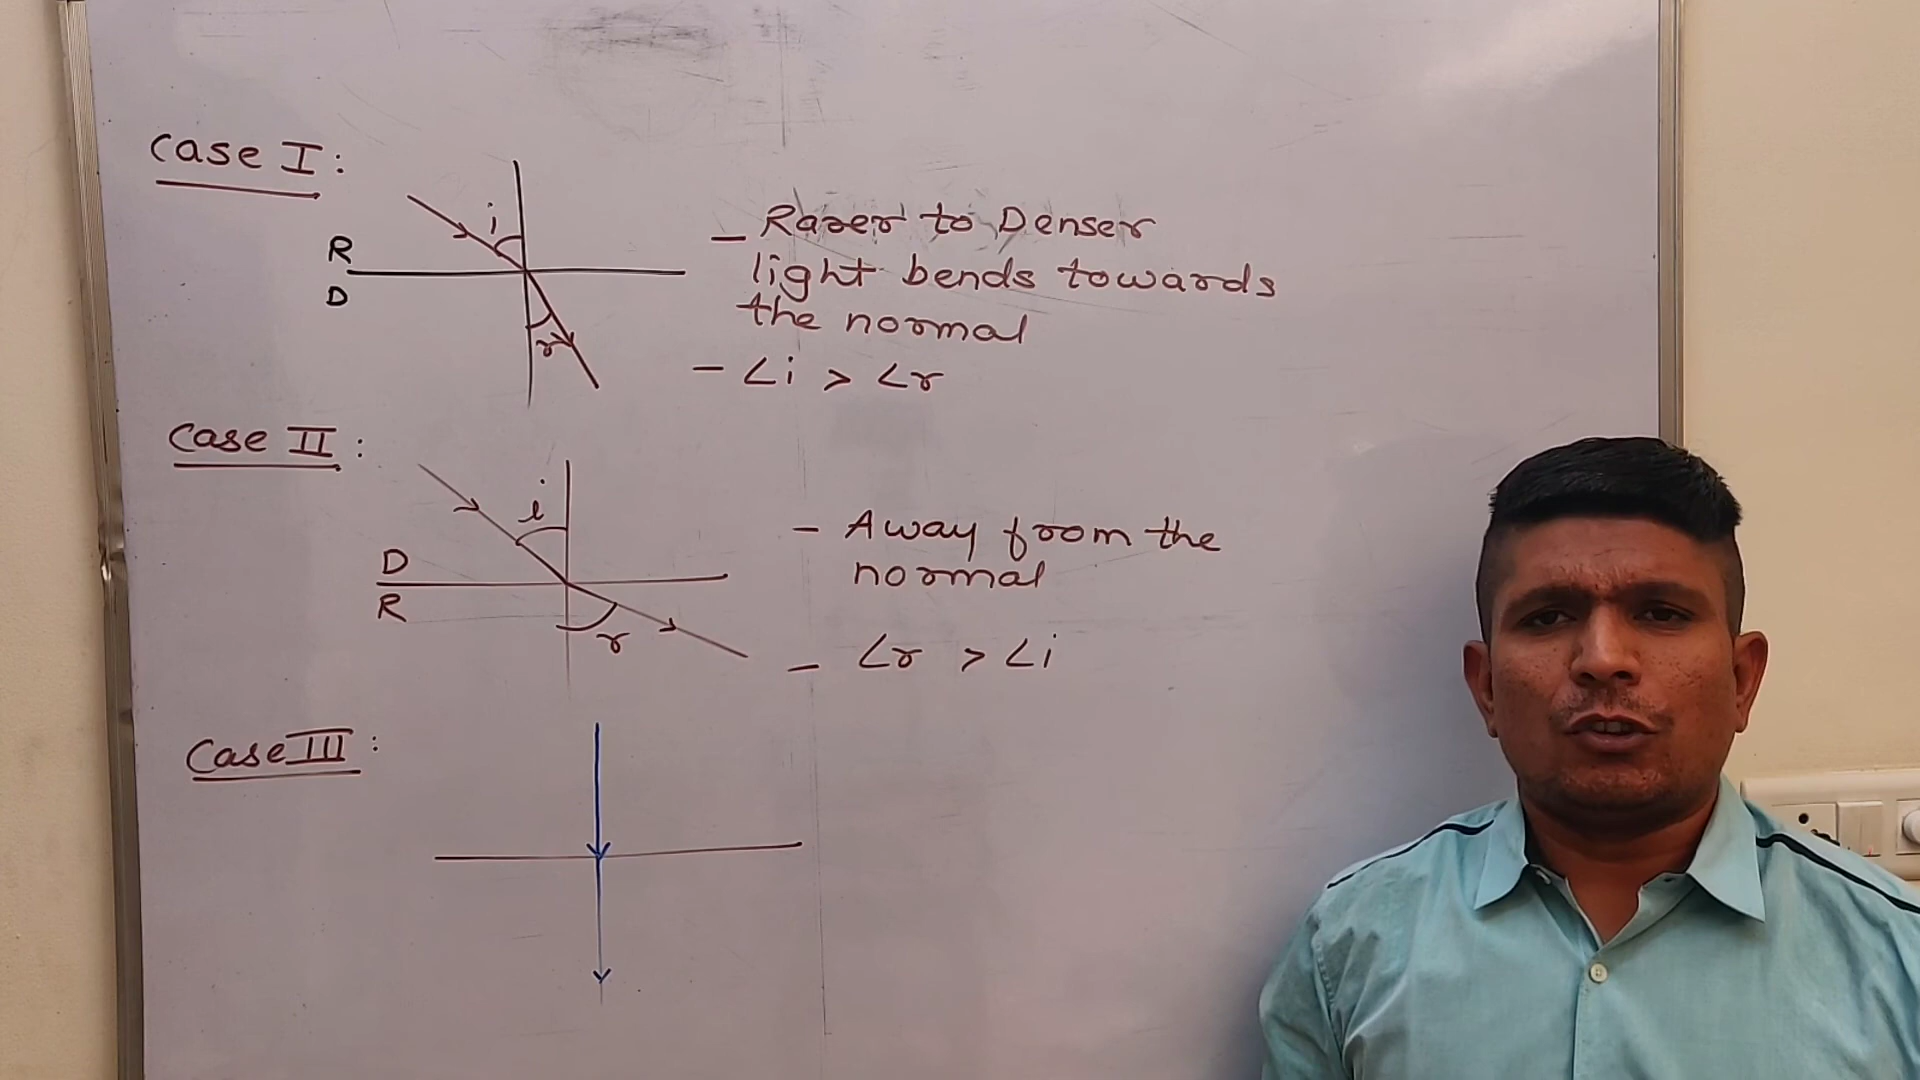 Case I :
i
R
D
r
- Rarer to Denser
light bends towards
the normal
- ∠i > ∠r
Case II :
i
D
R
r
- Away from the
normal
- ∠r > ∠i
Case III :